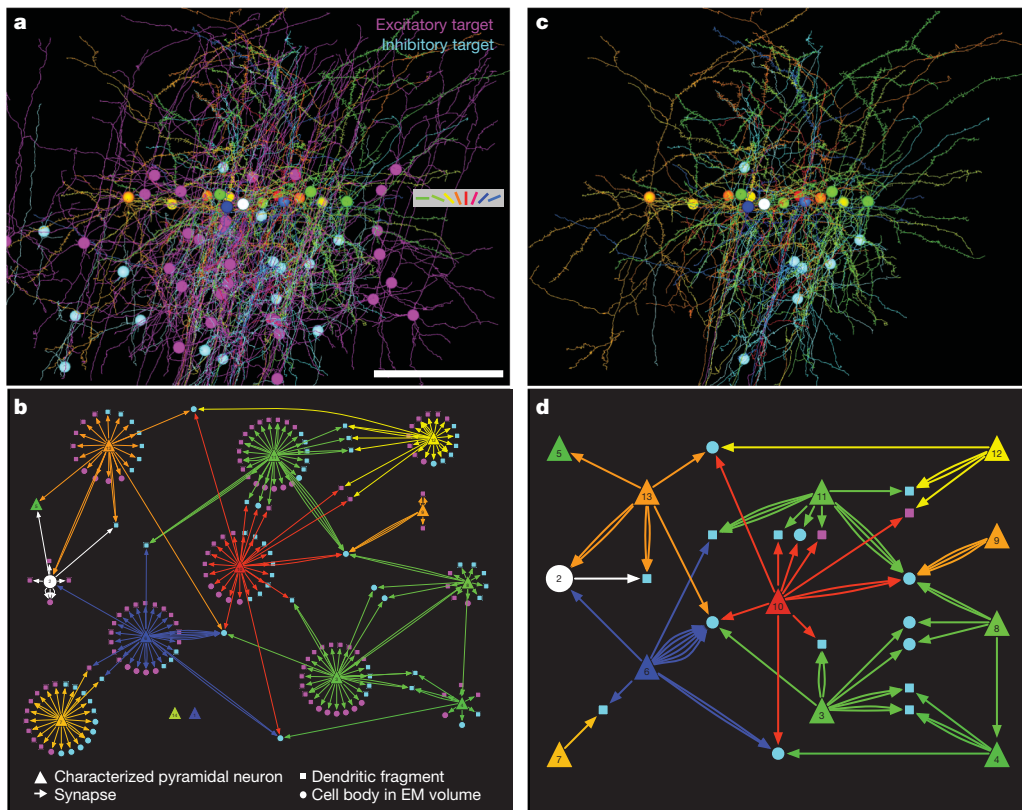 a
Excitatory target
Inhibitory target
c
b
Characterized pyramidal neuron
Synapse
Dendritic fragment
Cell body in EM volume
d
5
13
12
11
9
2
10
8
6
3
7
4